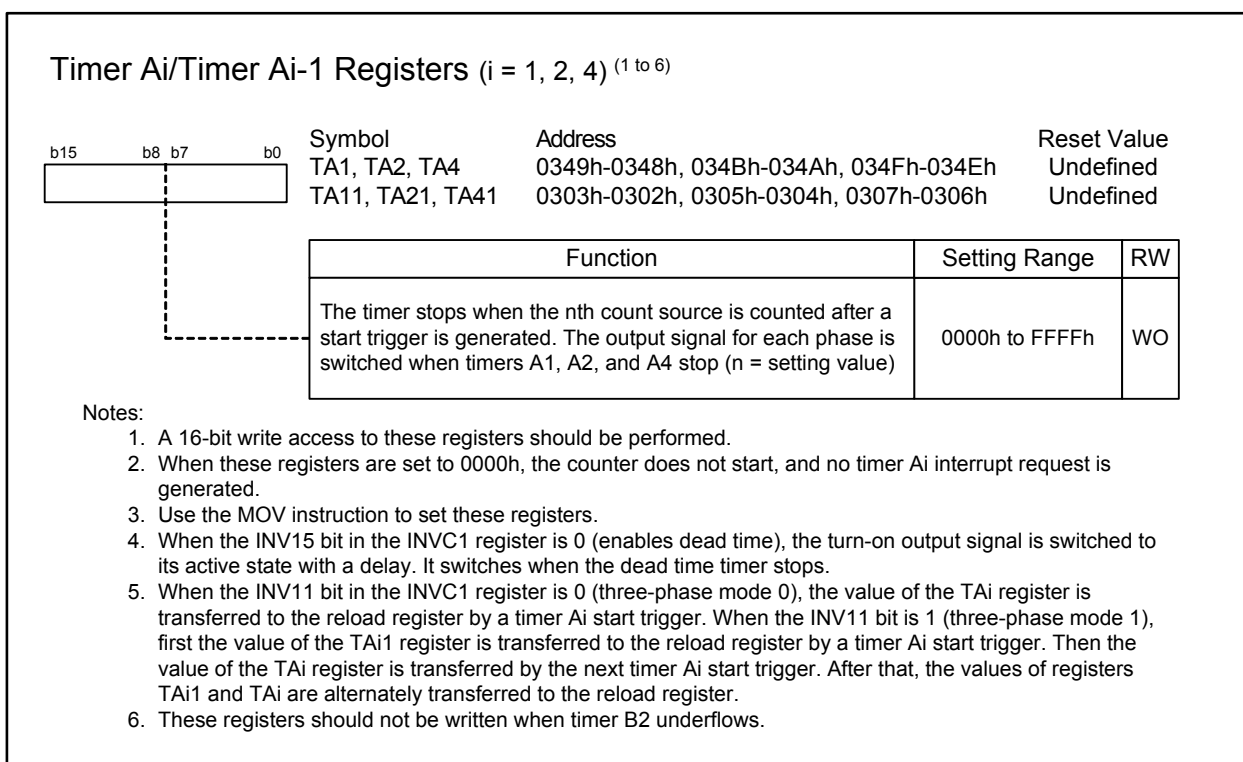 Timer Ai/Timer Ai-1 Registers (i = 1, 2, 4) (1 to 6)
b15 b8 b7 b0
Symbol Address Reset Value
TA1, TA2, TA4 0349h-0348h, 034Bh-034Ah, 034Fh-034Eh Undefined
TA11, TA21, TA41 0303h-0302h, 0305h-0304h, 0307h-0306h Undefined
Function Setting Range RW
The timer stops when the nth count source is counted after a
start trigger is generated. The output signal for each phase is
switched when timers A1, A2, and A4 stop (n = setting value)
0000h to FFFFh WO
Notes:
1. A 16-bit write access to these registers should be performed.
2. When these registers are set to 0000h, the counter does not start, and no timer Ai interrupt request is
generated.
3. Use the MOV instruction to set these registers.
4. When the INV15 bit in the INVC1 register is 0 (enables dead time), the turn-on output signal is switched to
its active state with a delay. It switches when the dead time timer stops.
5. When the INV11 bit in the INVC1 register is 0 (three-phase mode 0), the value of the TAi register is
transferred to the reload register by a timer Ai start trigger. When the INV11 bit is 1 (three-phase mode 1),
first the value of the TAi1 register is transferred to the reload register by a timer Ai start trigger. Then the
value of the TAi register is transferred by the next timer Ai start trigger. After that, the values of registers
TAi1 and TAi are alternately transferred to the reload register.
6. These registers should not be written when timer B2 underflows.